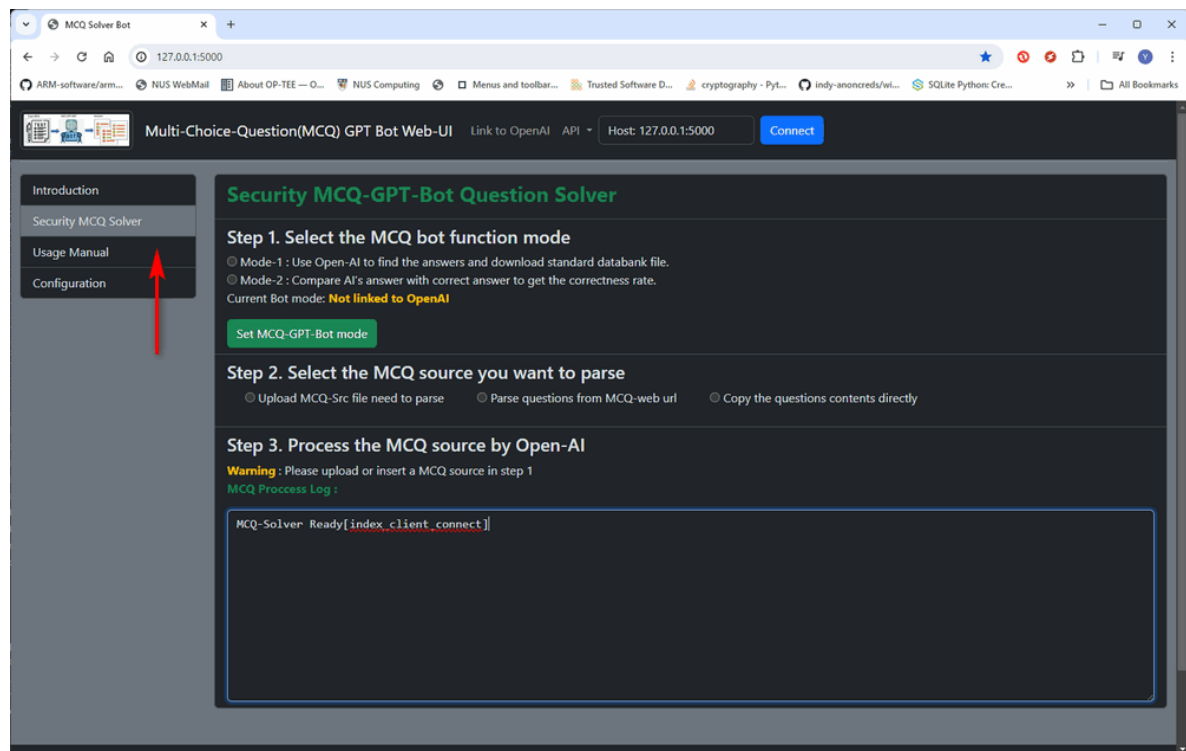 MCQ Solver Bot
127.0.0.1:5000
ARM-software/arm... NUS WebMail About OP-TEE — O... NUS Computing Menus and toolbar... Trusted Software D... cryptography - Pyt... indy-anoncreds/wi... SQLite Python: Cre... » All Bookmarks
Multi-Choice-Question(MCQ) GPT Bot Web-UI Link to OpenAI API Host: 127.0.0.1:5000 Connect
Introduction
Security MCQ Solver
Usage Manual
Configuration
Security MCQ-GPT-Bot Question Solver
Step 1. Select the MCQ bot function mode
Mode-1 : Use Open-AI to find the answers and download standard databank file.
Mode-2 : Compare AI's answer with correct answer to get the correctness rate.
Current Bot mode: Not linked to OpenAI
Set MCQ-GPT-Bot mode
Step 2. Select the MCQ source you want to parse
Upload MCQ-Src file need to parse Parse questions from MCQ-web url Copy the questions contents directly
Step 3. Process the MCQ source by Open-AI
Warning : Please upload or insert a MCQ source in step 1
MCQ Proccess Log :
MCQ-Solver Ready[index_client_connect]